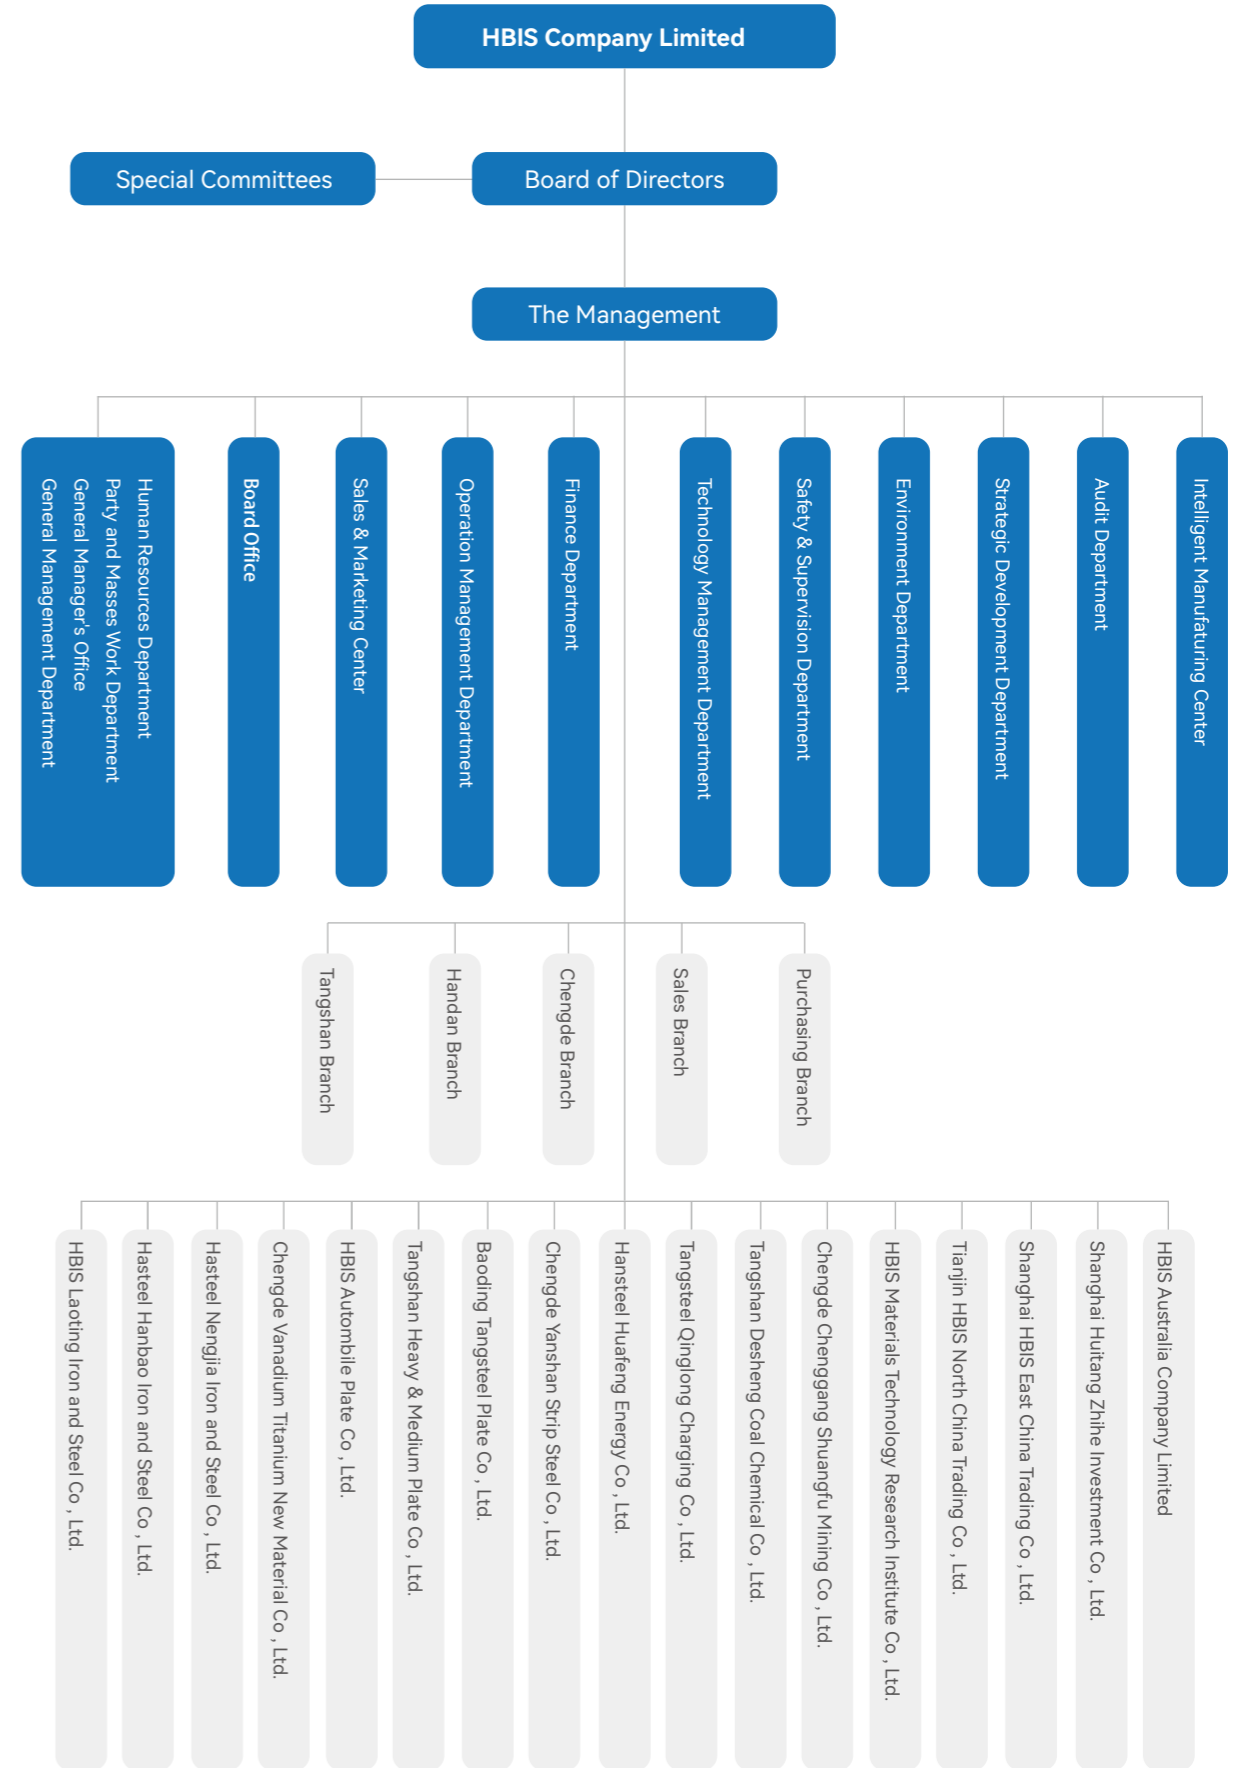 HBIS Company Limited
Special Committees
Board of Directors
The Management
Human Resources Department
Party and Masses Work Department
General Manager's Office
General Management Department
Board Office
Sales & Marketing Center
Operation Management Department
Finance Department
Technology Management Department
Safety & Supervision Department
Environment Department
Strategic Development Department
Audit Department
Intelligent Manufaturing Center
Tangshan Branch
Handan Branch
Chengde Branch
Sales Branch
Purchasing Branch
HBIS Laoting Iron and Steel Co , Ltd.
Hasteel Hanbao Iron and Steel Co , Ltd.
Hasteel Nengjia Iron and Steel Co , Ltd.
Chengde Vanadium Titanium New Material Co , Ltd.
HBIS Autombile Plate Co , Ltd.
Tangshan Heavy & Medium Plate Co , Ltd.
Baoding Tangsteel Plate Co , Ltd.
Chengde Yanshan Strip Steel Co , Ltd.
Hansteel Huafeng Energy Co , Ltd.
Tangsteel Qinglong Charging Co , Ltd.
Tangshan Desheng Coal Chemical Co , Ltd.
Chengde Chenggang Shuangfu Mining Co , Ltd.
HBIS Materials Technology Research Institute Co , Ltd.
Tianjin HBIS North China Trading Co , Ltd.
Shanghai HBIS East China Trading Co , Ltd.
Shanghai Huitang Zhihe Investment Co , Ltd.
HBIS Australia Company Limited